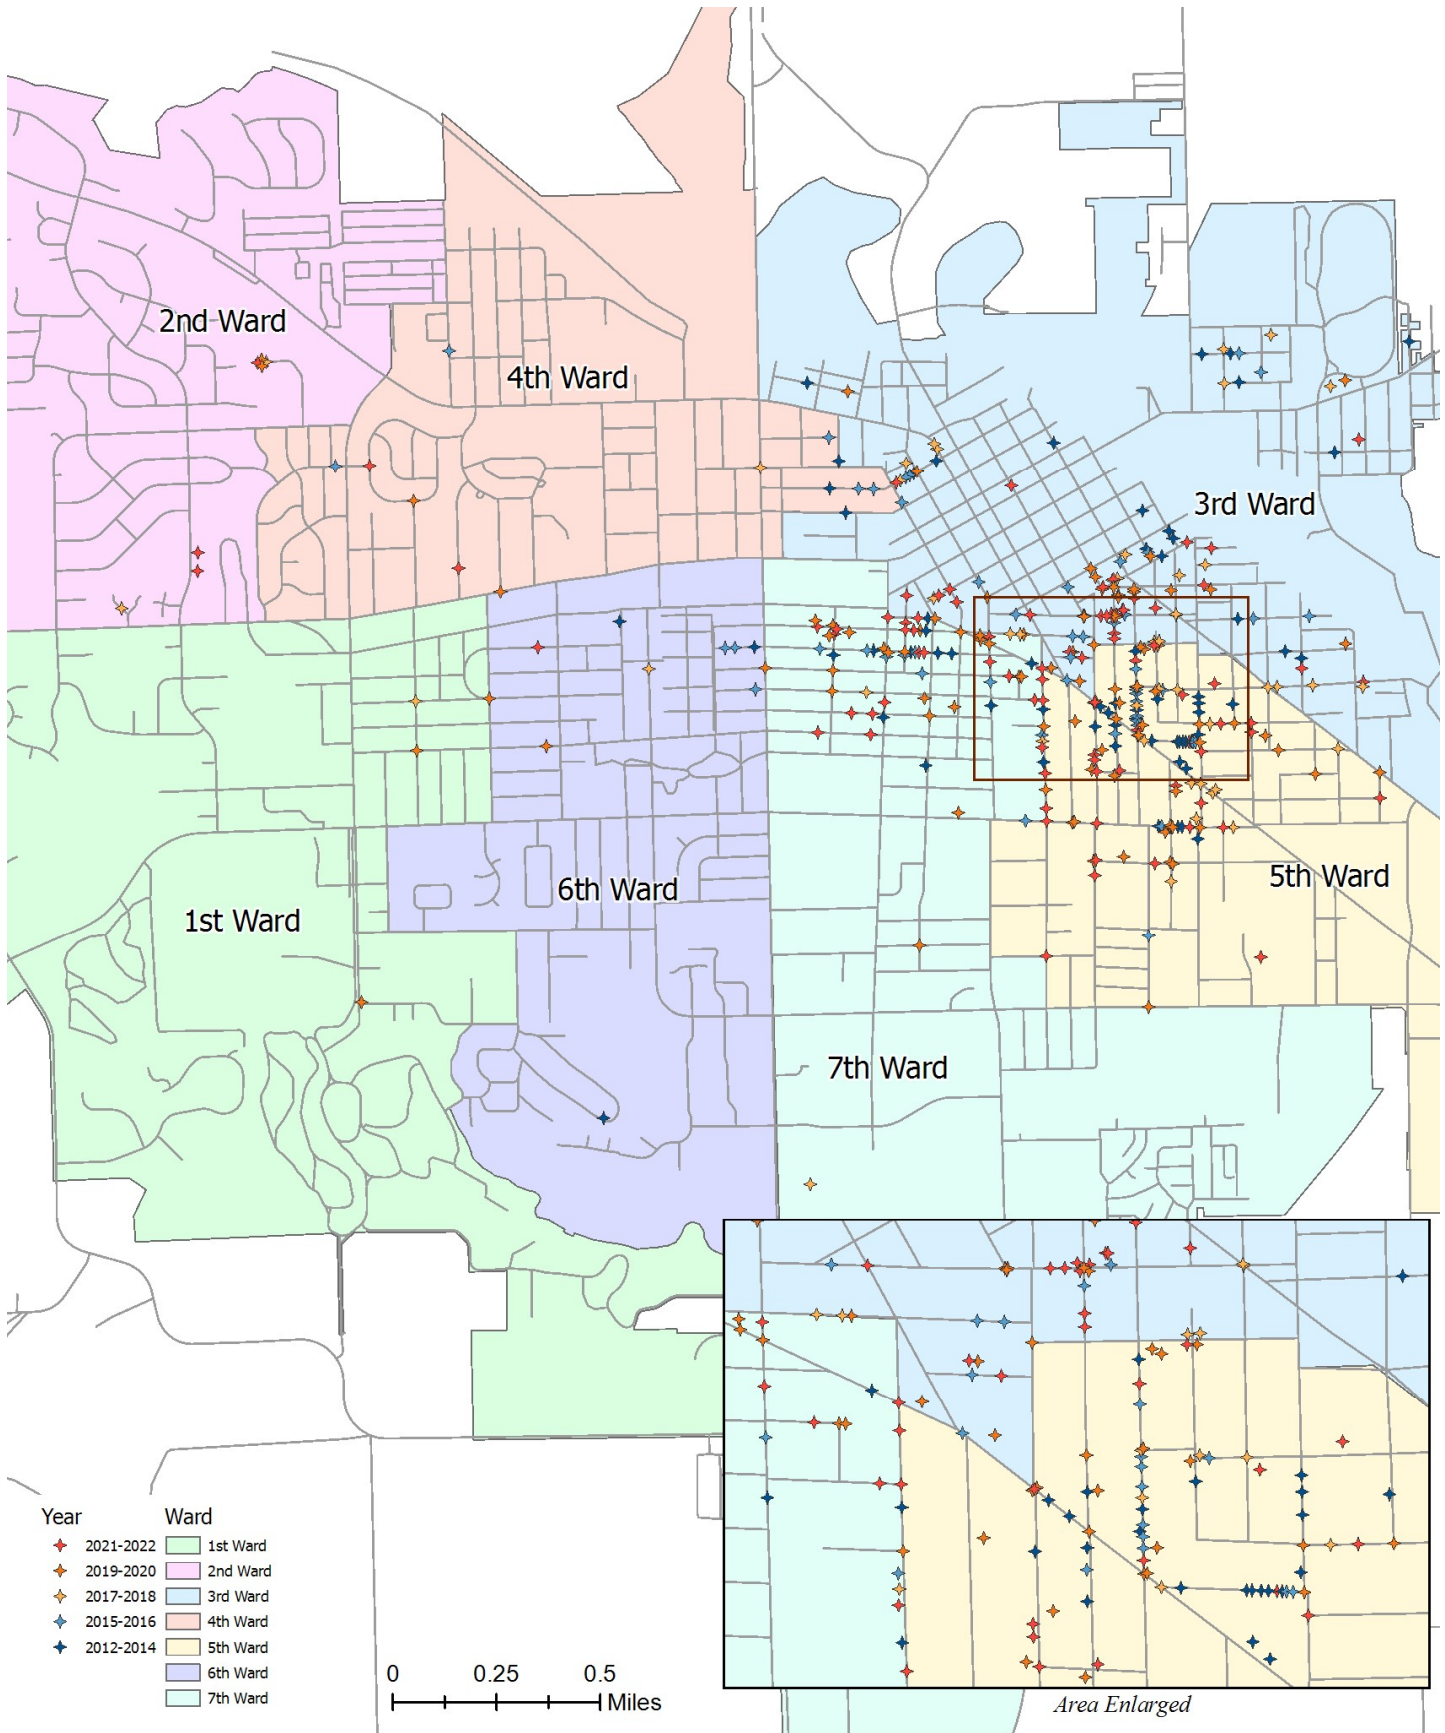 2nd Ward
4th Ward
3rd Ward
5th Ward
6th Ward
1st Ward
7th Ward
Year
2021-2022
2019-2020
2017-2018
2015-2016
2012-2014
Ward
1st Ward
2nd Ward
3rd Ward
4th Ward
5th Ward
6th Ward
7th Ward
0 0.25 0.5
Miles
Area Enlarged